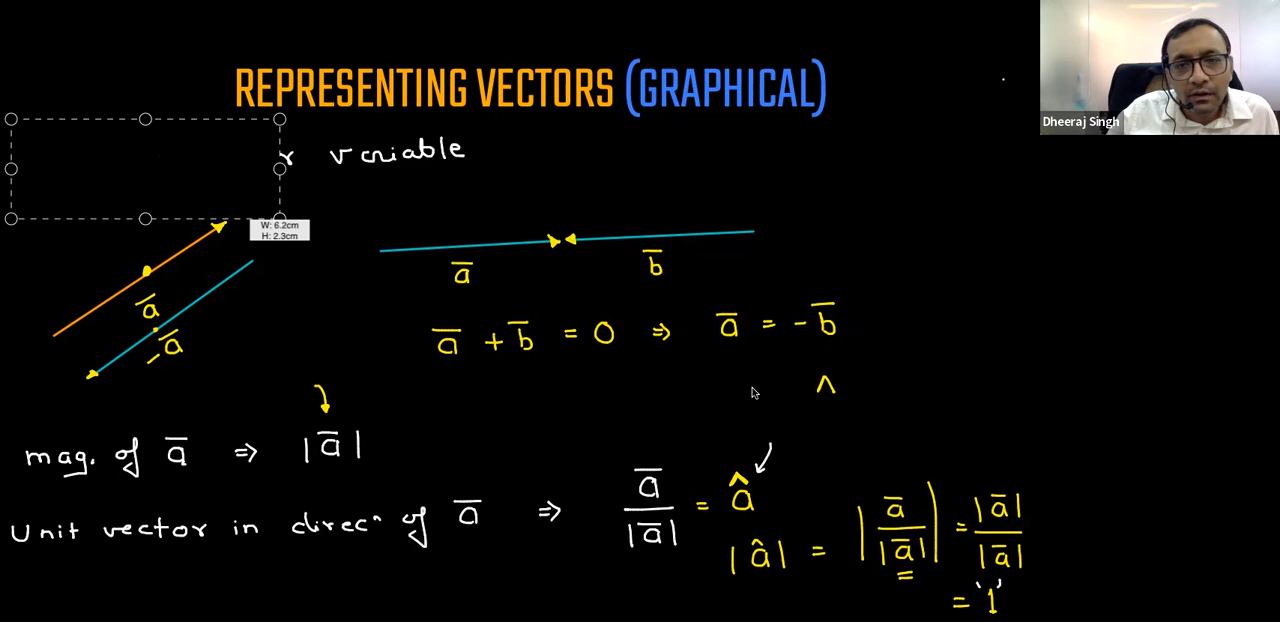 REPRESENTING VECTORS (GRAPHICAL)
Dheeraj Singh
variable
W: 6.2cm
H: 2.3cm
a̅
-a̅
a̅ b̅
a̅ + b̅ = 0 ⇒ a̅ = -b̅
^
mag. of a̅ ⇒ |a̅|
Unit vector in direcⁿ of a̅ ⇒ a̅/|a̅| = â
|â| = |a̅/|a̅|| = |a̅|/|a̅|
= '1'